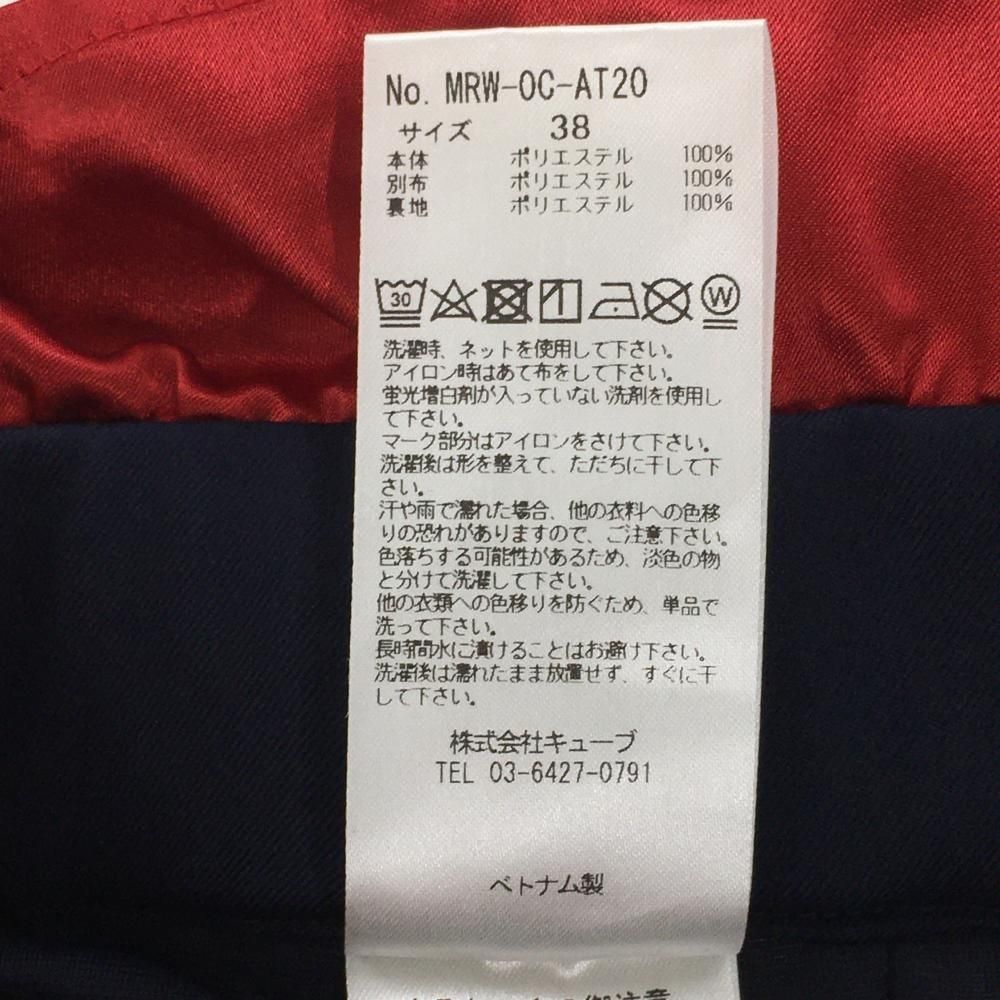 No. MRW-OC-AT20
サイズ 38
本体 ポリエステル 100%
別布 ポリエステル 100%
裏地 ポリエステル 100%
30 W
洗濯時、ネットを使用して下さい。
アイロン時はあて布をして下さい。
蛍光増白剤が入っていない洗剤を使用し
て下さい。
マーク部分はアイロンをさけて下さい。
洗濯後は形を整えて、ただちに干して下
さい。
汗や雨で濡れた場合、他の衣料への色移
りの恐れがありますので、ご注意下さい。
色落ちする可能性があるため、淡色の物
と分けて洗濯して下さい。
他の衣類への色移りを防ぐため、単品で
洗って下さい。
長時間水に漬けることはお避け下さい。
洗濯後は濡れたまま放置せず、すぐに干
して下さい。
株式会社キューブ
TEL 03-6427-0791
ベトナム製